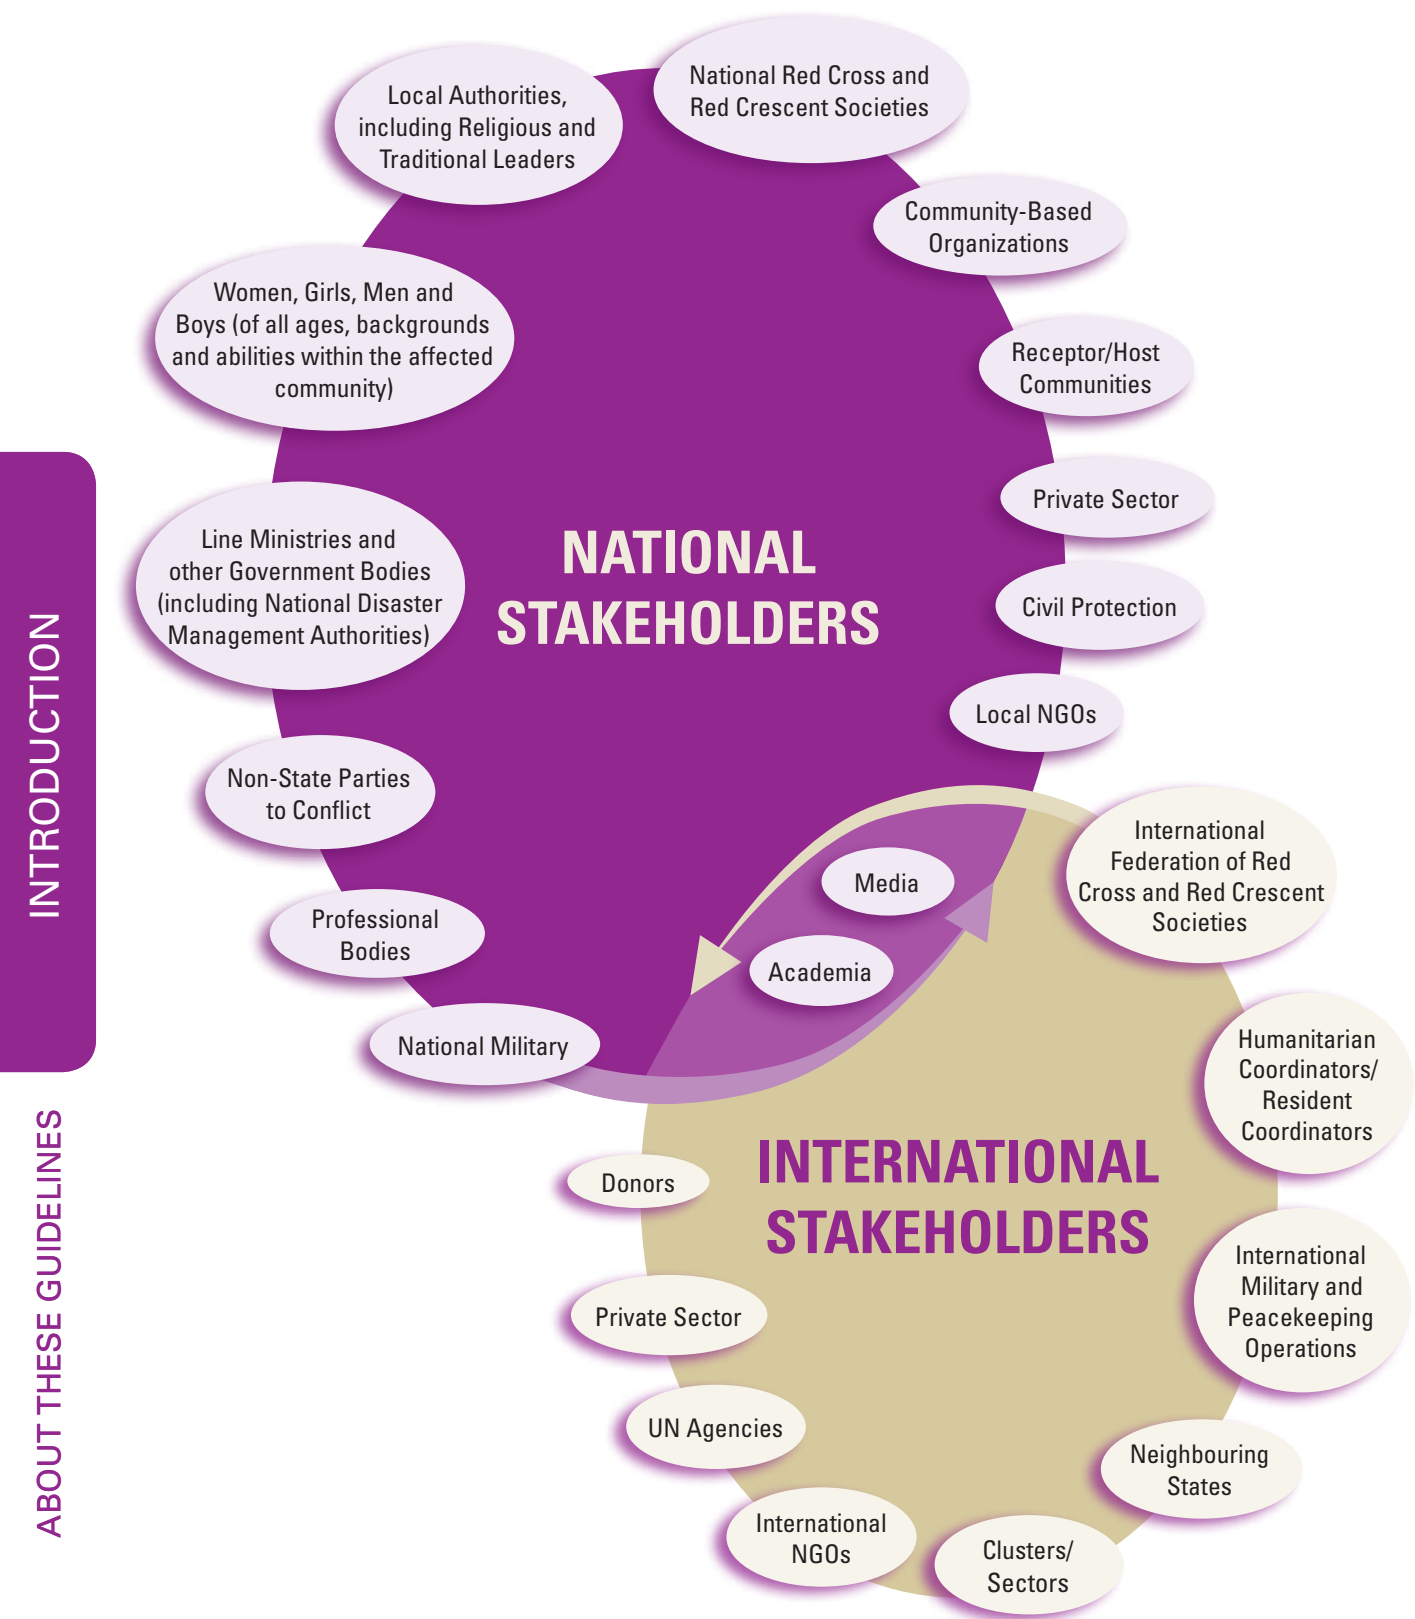 National Red Cross and
Red Crescent Societies
Local Authorities,
including Religious and
Traditional Leaders
Community-Based
Organizations
Women, Girls, Men and
Boys (of all ages, backgrounds
and abilities within the affected
community)
Receptor/Host
Communities
Private Sector
Line Ministries and
other Government Bodies
(including National Disaster
Management Authorities)
NATIONAL
STAKEHOLDERS
Civil Protection
Local NGOs
Non-State Parties
to Conflict
Professional
Bodies
National Military
Media
Academia
International
Federation of Red
Cross and Red Crescent
Societies
Humanitarian
Coordinators/
Resident
Coordinators
INTERNATIONAL
STAKEHOLDERS
Donors
International
Military and
Peacekeeping
Operations
Private Sector
UN Agencies
Neighbouring
States
International
NGOs
Clusters/
Sectors
INTRODUCTION
ABOUT THESE GUIDELINES